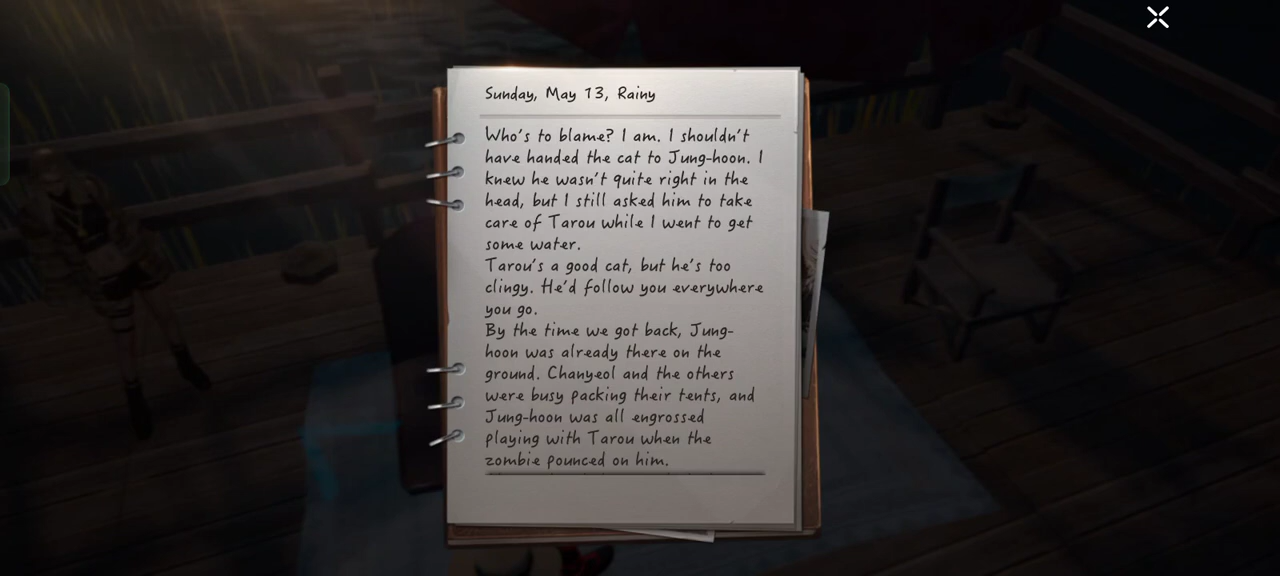 Sunday, May 13, Rainy
Who's to blame? I am. I shouldn't
have handed the cat to Jung-hoon. I
knew he wasn't quite right in the
head, but I still asked him to take
care of Tarou while I went to get
some water.
Tarou's a good cat, but he's too
clingy. He'd follow you everywhere
you go.
By the time we got back, Jung-
hoon was already there on the
ground. Chanyeol and the others
were busy packing their tents, and
Jung-hoon was all engrossed
playing with Tarou when the
zombie pounced on him.